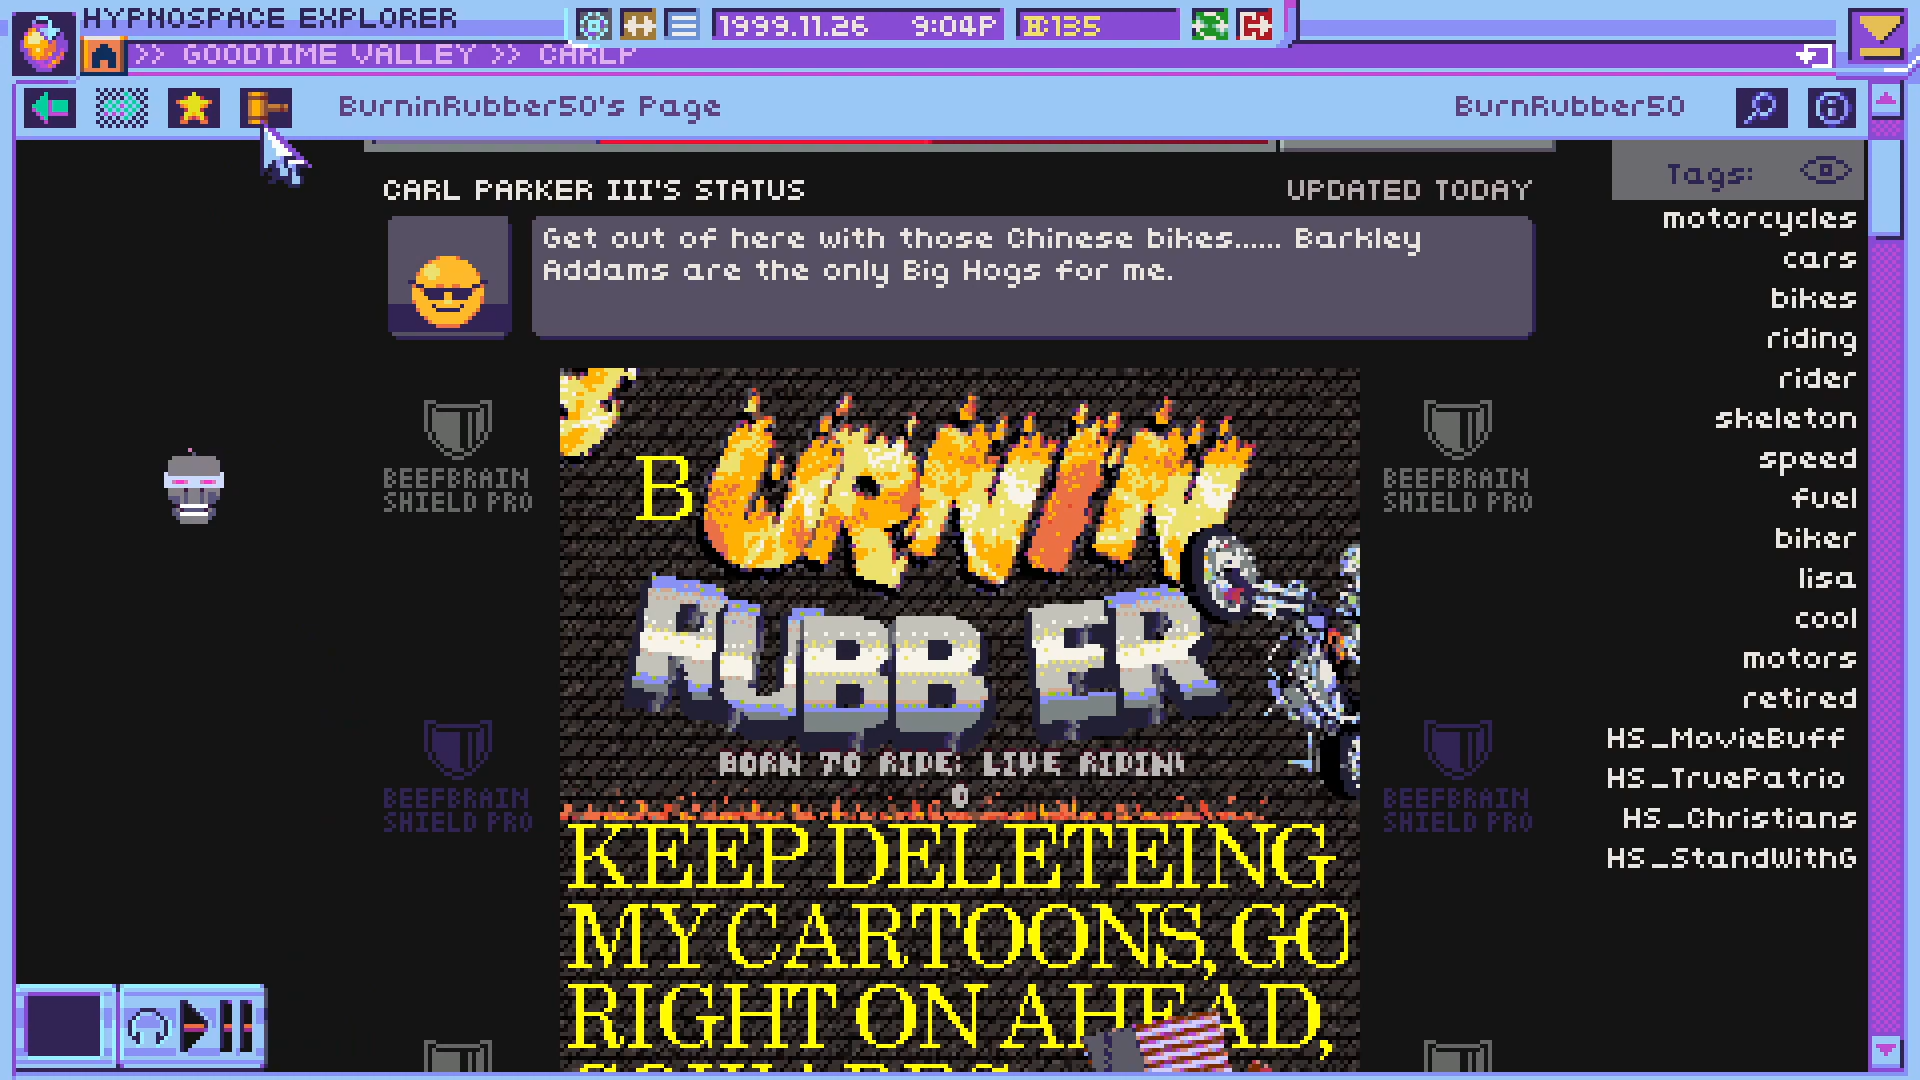 HYPNOSPACE EXPLORER
1999.11.26 9:04P
135
>> GOODTIME VALLEY >> CARLP
BurninRubber50's Page
BurnRubber50
CARL PARKER III'S STATUS
UPDATED TODAY
Get out of here with those Chinese bikes...... Barkley
Addams are the only Big Hogs for me.
Tags:
motorcycles
cars
bikes
riding
rider
skeleton
speed
fuel
biker
lisa
cool
motors
retired
HS_MovieBuff
HS_TruePatrio
HS_Christians
HS_StandWithG
BEEFBRAIN
SHIELD PRO
BEEFBRAIN
SHIELD PRO
BURNIN
RUBB ER
BORN TO RIDE: LIVE RIDIN'
0
BEEFBRAIN
SHIELD PRO
BEEFBRAIN
SHIELD PRO
KEEP DELETEING
MY CARTOONS, GO
RIGHT ON AHEAD,